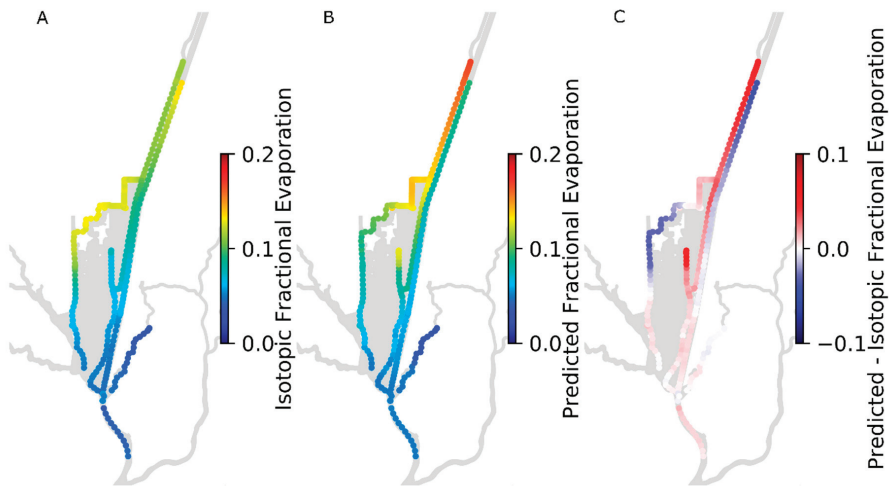 A
0.2
0.1
0.0
Isotopic Fractional Evaporation
B
0.2
0.1
0.0
Predicted Fractional Evaporation
C
0.1
0.0
−0.1
Predicted - Isotopic Fractional Evaporation